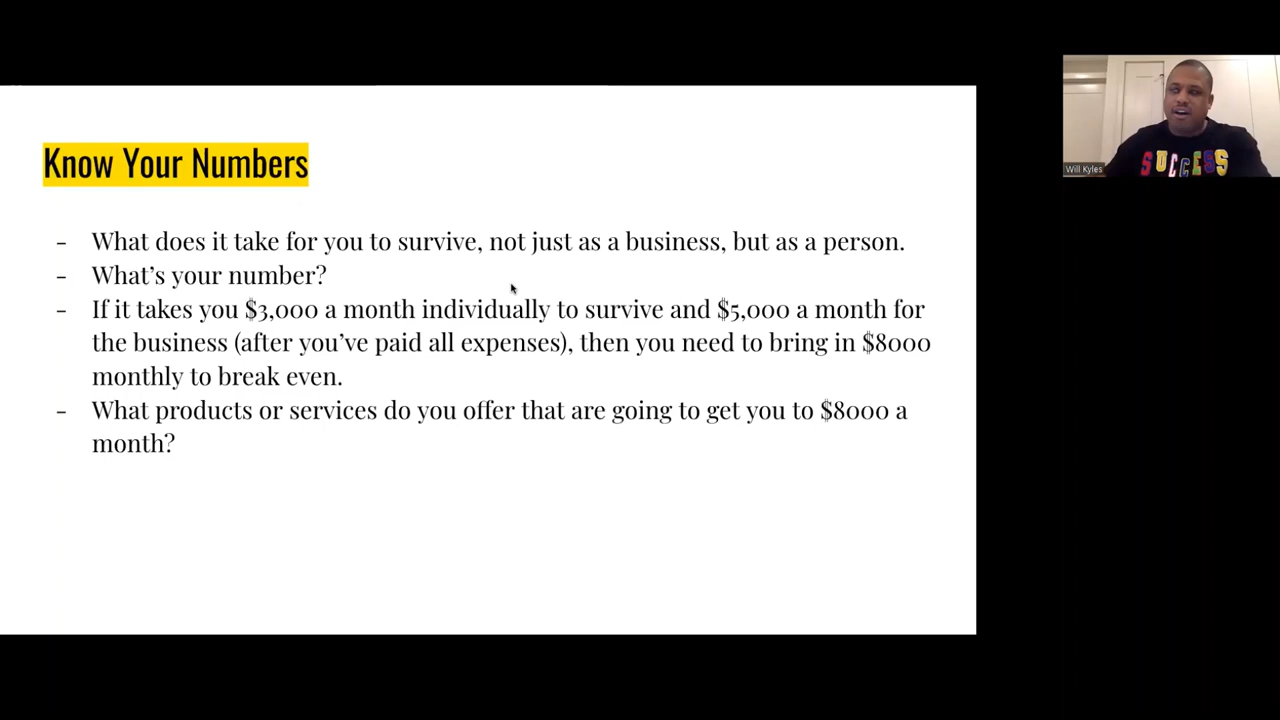 Know Your Numbers
- What does it take for you to survive, not just as a business, but as a person.
- What's your number?
- If it takes you $3,000 a month individually to survive and $5,000 a month for
the business (after you've paid all expenses), then you need to bring in $8000
monthly to break even.
- What products or services do you offer that are going to get you to $8000 a
month?
SUCCESS
Will Kyles